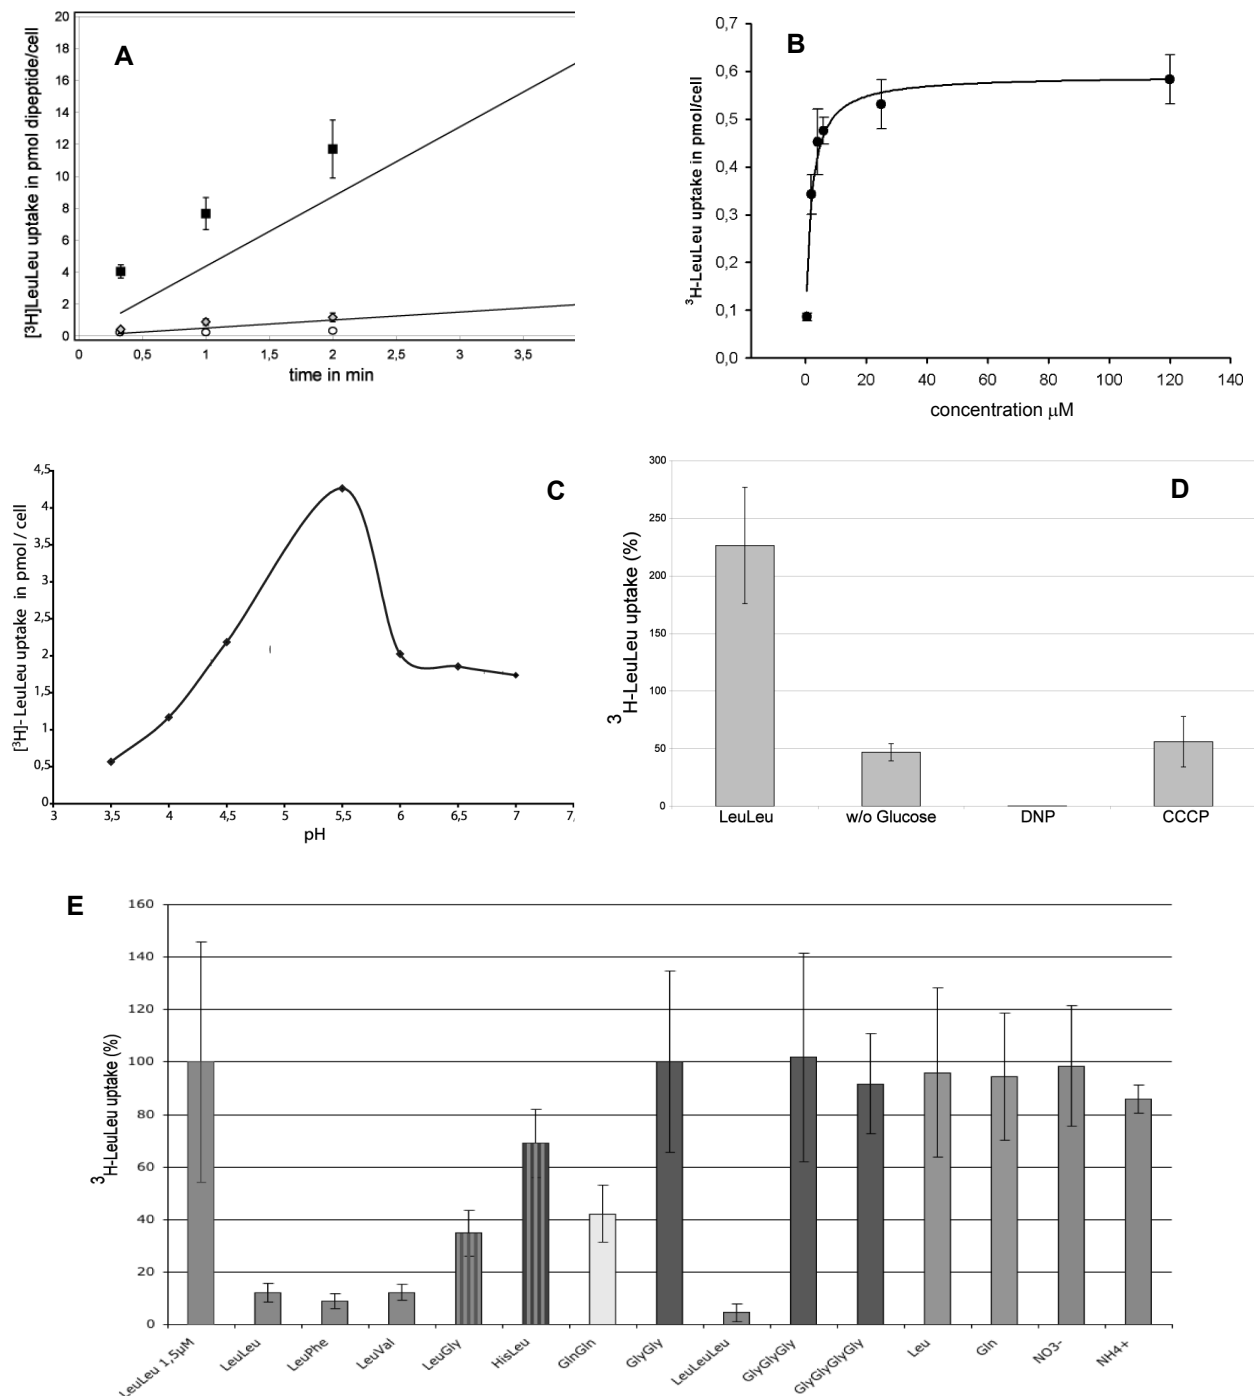 A
[³H]LeuLeu uptake in pmol dipeptide/cell
20
18
16
14
12
10
8
6
4
2
0
0 0,5 1 1,5 2 2,5 3 3,5
time in min
B
³H-LeuLeu uptake in pmol/cell
0,7
0,6
0,5
0,4
0,3
0,2
0,1
0,0
0 20 40 60 80 100 120 140
concentration µM
C
[³H]- LeuLeu uptake in pmol / cell
4,5
4
3,5
3
2,5
2
1,5
1
0,5
0
3 3,5 4 4,5 5 5,5 6 6,5 7 7,
pH
D
³H-LeuLeu uptake (%)
300
250
200
150
100
50
0
LeuLeu w/o Glucose DNP CCCP
E
³H-LeuLeu uptake (%)
160
140
120
100
80
60
40
20
0
LeuLeu 1,5µM LeuLeu LeuPhe LeuVal LeuGly HisLeu GlnGln GlyGly LeuLeuLeu GlyGlyGly GlyGlyGlyGly Leu Gln NO3- NH4+